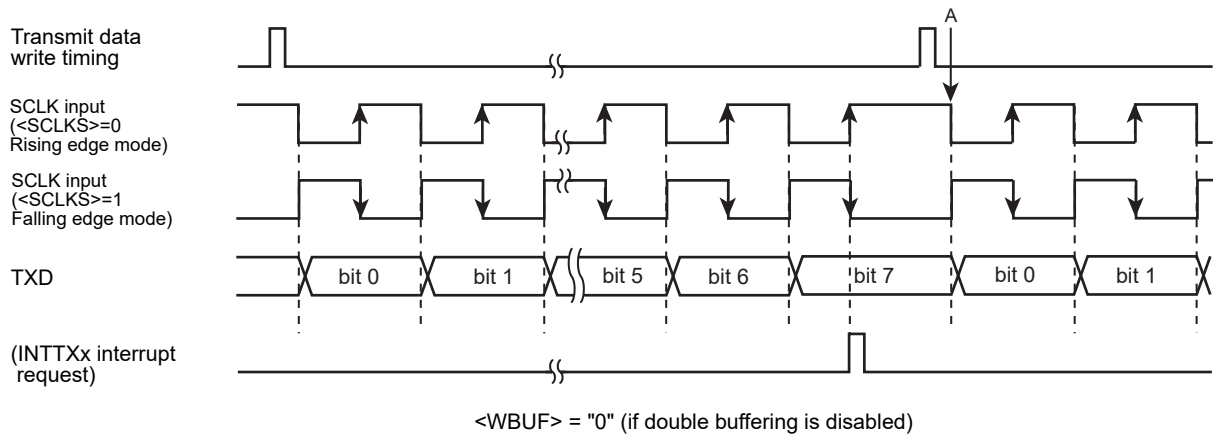 A
Transmit data
write timing
SCLK input
(<SCLKS>=0
Rising edge mode)
SCLK input
(<SCLKS>=1
Falling edge mode)
TXD
bit 0
bit 1
bit 5
bit 6
bit 7
bit 0
bit 1
(INTTXx interrupt
request)
<WBUF> = "0" (if double buffering is disabled)